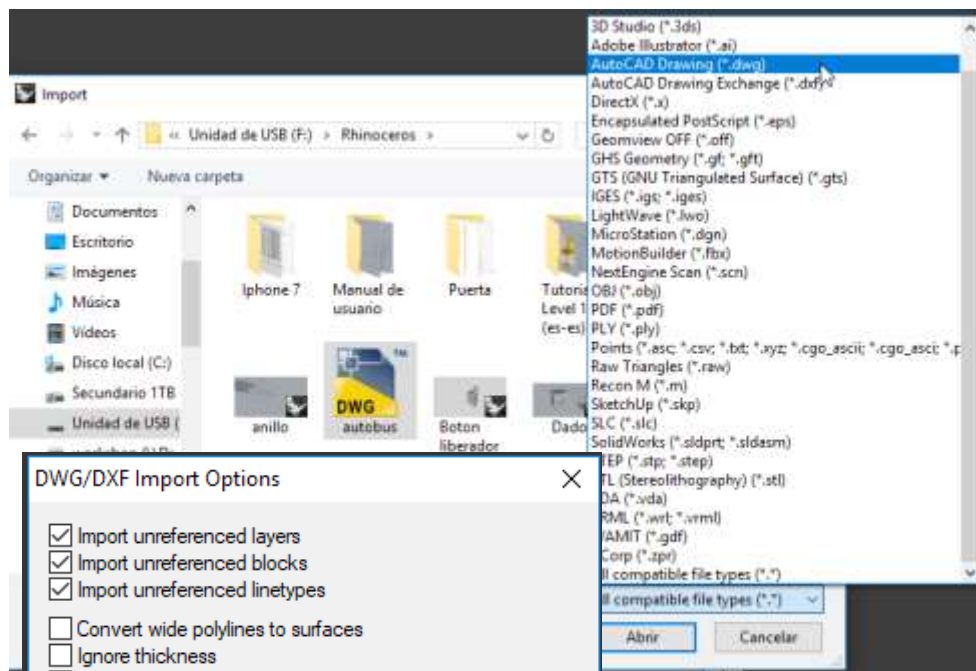 Import
« Unidad de USB (F:) > Rhinoceros >
Organizar
Nueva carpeta
Documentos
Escritorio
Imágenes
Música
Vídeos
Disco local (C:)
Secundario 1TB
Unidad de USB (
Iphone 7
Manual de
usuario
Puerta
Tutoria
Level 1
(es-es)
anillo
DWG
autobus
Boton
liberador
Dado
3D Studio (*.3ds)
Adobe Illustrator (*.ai)
AutoCAD Drawing (*.dwg)
AutoCAD Drawing Exchange (*.dxf)
DirectX (*.x)
Encapsulated PostScript (*.eps)
Geomview OFF (*.off)
GHS Geometry (*.gf; *.gft)
GTS (GNU Triangulated Surface) (*.gts)
IGES (*.igs; *.iges)
LightWave (*.lwo)
MicroStation (*.dgn)
MotionBuilder (*.fbx)
NextEngine Scan (*.scn)
OBJ (*.obj)
PDF (*.pdf)
PLY (*.ply)
Points (*.asc; *.csv; *.txt; *.xyz; *.cgo_ascii; *.cgo_asci; *.p
Raw Triangles (*.raw)
Recon M (*.m)
SketchUp (*.skp)
SLC (*.slc)
SolidWorks (*.sldprt; *.sldasm)
TEP (*.stp; *.step)
TL (Stereolithography) (*.stl)
DA (*.vda)
RML (*.wrl; *.vrml)
/AMIT (*.gdf)
Corp (*.zpr)
ll compatible file types (*.*)
ll compatible file types (*.*)
Abrir
Cancelar
DWG/DXF Import Options
Import unreferenced layers
Import unreferenced blocks
Import unreferenced linetypes
Convert wide polylines to surfaces
Ignore thickness